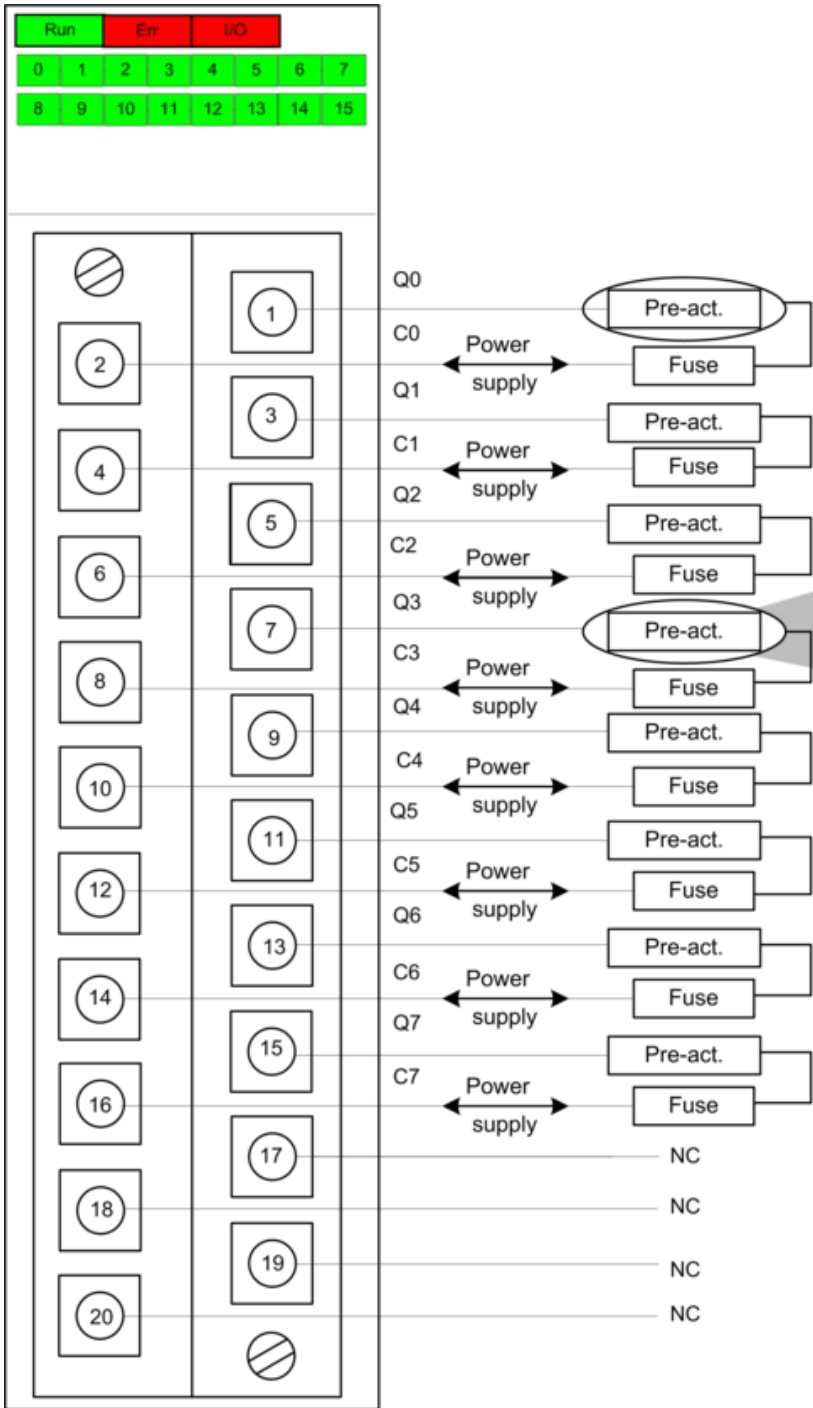 Run Err I/O
0 1 2 3 4 5 6 7
8 9 10 11 12 13 14 15
Q0
1 Pre-act.
C0
Power
2 Fuse
supply
Q1
3 Pre-act.
C1
Power
4 Fuse
supply
Q2
5 Pre-act.
C2
Power
6 Fuse
supply
Q3
7 Pre-act.
C3
Power
8 Fuse
supply
Q4
9 Pre-act.
C4
Power
10 Fuse
supply
Q5
11 Pre-act.
C5
Power
12 Fuse
supply
Q6
13 Pre-act.
C6
Power
14 Fuse
supply
Q7
15 Pre-act.
C7
Power
16 Fuse
supply
17 NC
18 NC
19 NC
20 NC